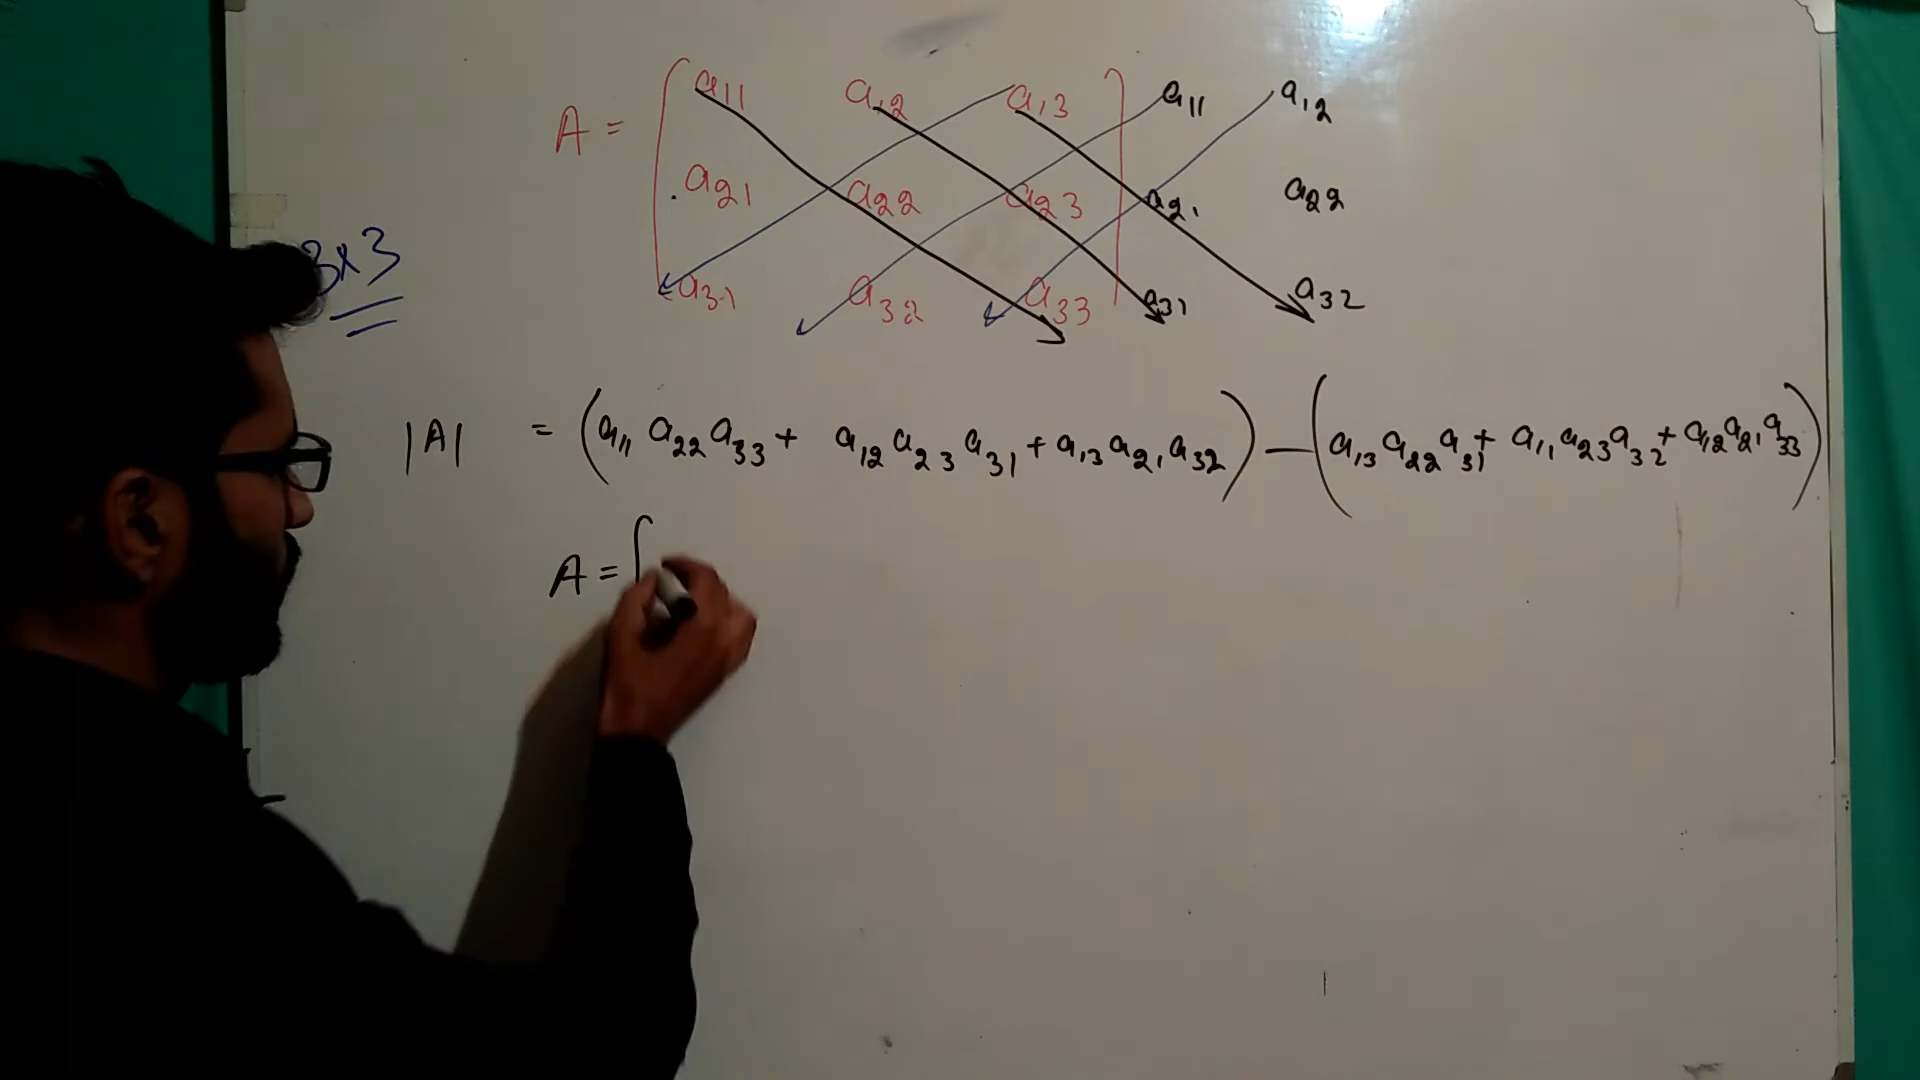 A = [ a11 a12 a13 ] a11 a12
a21 a22 a23 a21 a22
a31 a32 a33 a31 a32
3x3
|A| = (a11 a22 a33 + a12 a23 a31 + a13 a21 a32) — (a13 a22 a31 + a11 a23 a32 + a12 a21 a33)
A = [